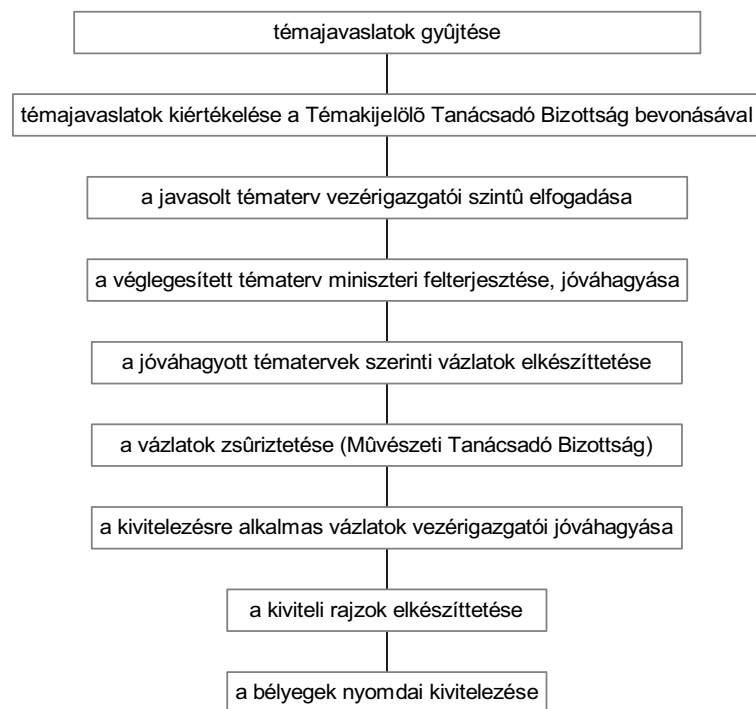 témajavaslatok gyûjtése
témajavaslatok kiértékelése a Témakijelölõ Tanácsadó Bizottság bevonásával
a javasolt tématerv vezérigazgatói szintû elfogadása
a véglegesített tématerv miniszteri felterjesztése, jóváhagyása
a jóváhagyott tématervek szerinti vázlatok elkészíttetése
a vázlatok zsûriztetése (Mûvészeti Tanácsadó Bizottság)
a kivitelezésre alkalmas vázlatok vezérigazgatói jóváhagyása
a kiviteli rajzok elkészíttetése
a bélyegek nyomdai kivitelezése